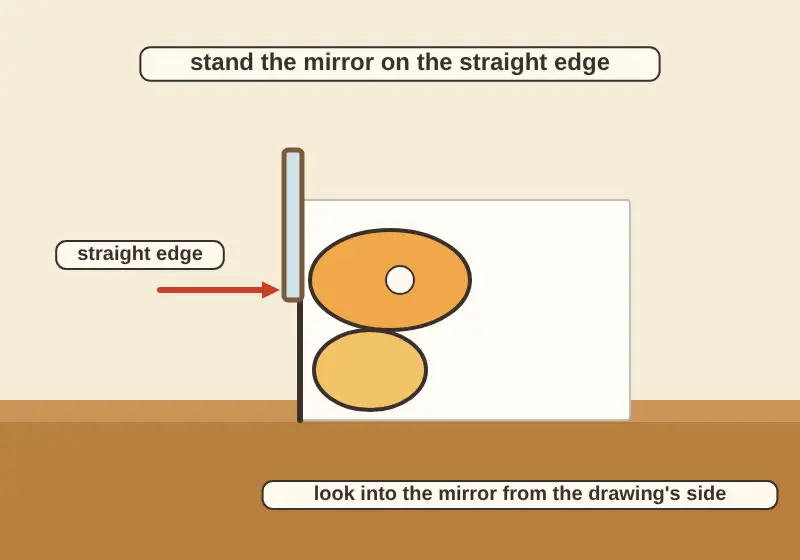 stand the mirror on the straight edge
straight edge
look into the mirror from the drawing's side